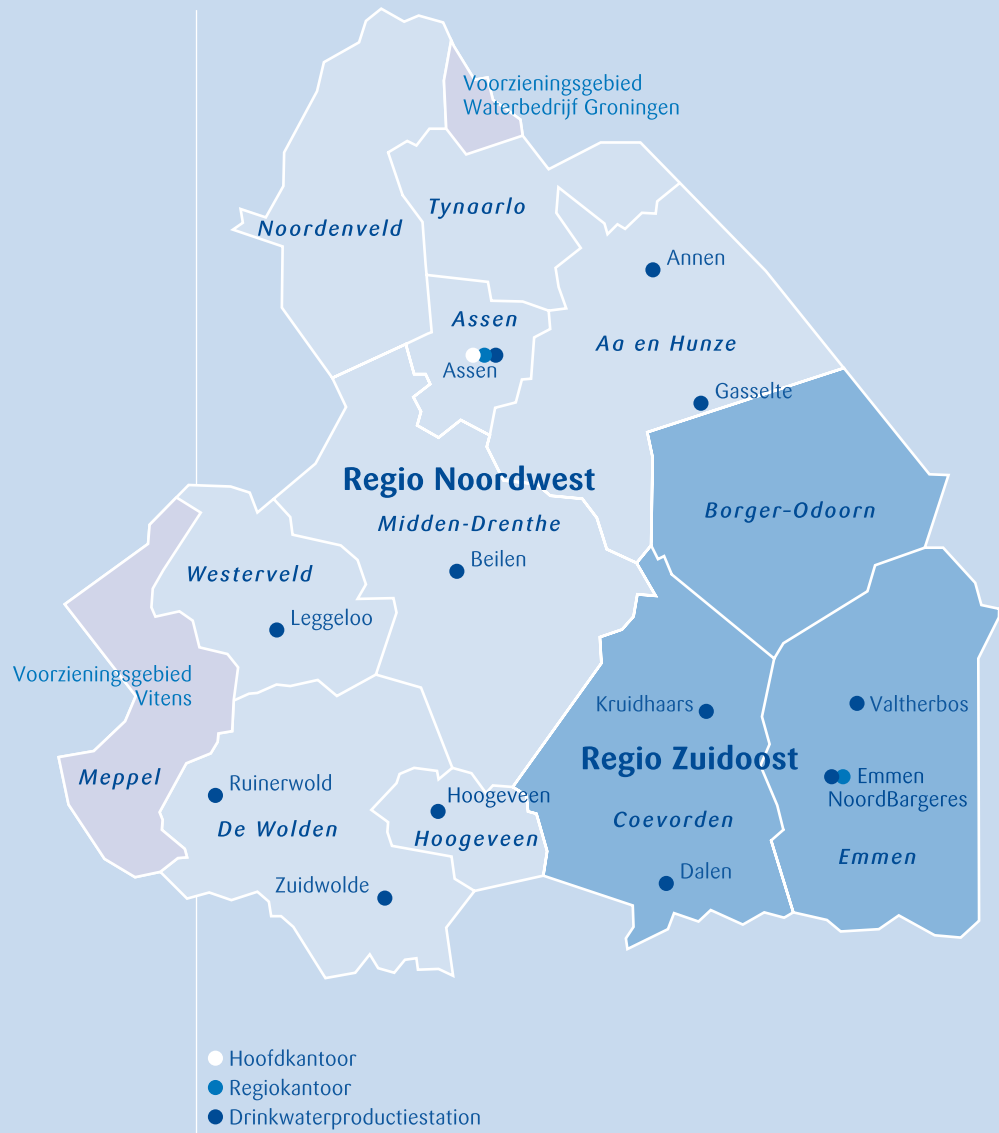 Voorzieningsgebied
Waterbedrijf Groningen
Tynaarlo
Noordenveld
Annen
Assen
Aa en Hunze
Assen
Gasselte
Regio Noordwest
Borger-Odoorn
Midden-Drenthe
Beilen
Westerveld
Leggeloo
Voorzieningsgebied
Vitens
Kruidhaars
Valtherbos
Regio Zuidoost
Meppel
Ruinerwold
Emmen
NoordBargeres
Hoogeveen
De Wolden
Coevorden
Hoogeveen
Emmen
Dalen
Zuidwolde
Hoofdkantoor
Regiokantoor
Drinkwaterproductiestation